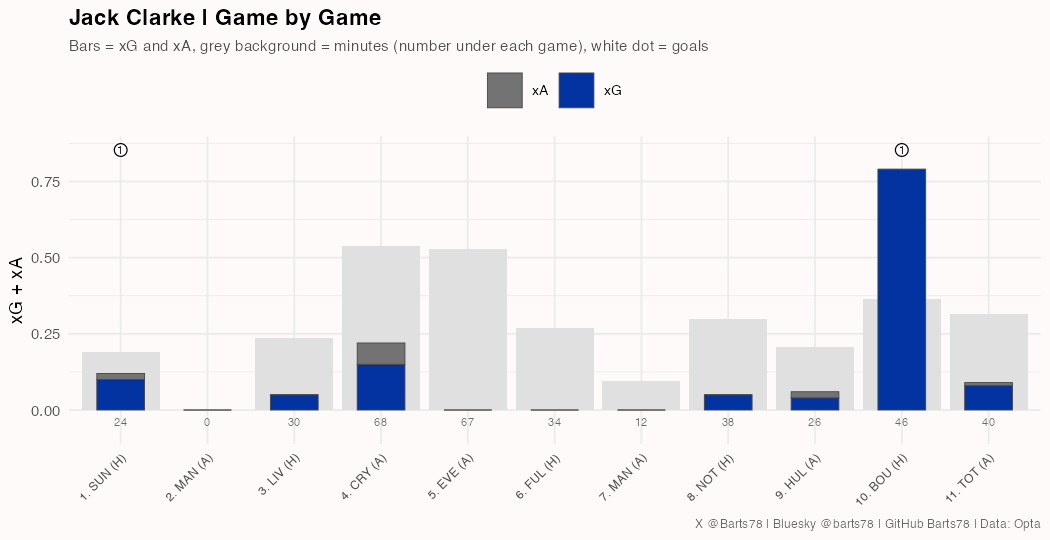 Jack Clarke | Game by Game
Bars = xG and xA, grey background = minutes (number under each game), white dot = goals
xA xG
1 1
xG + xA
0.75
0.50
0.25
0.00
24 0 30 68 67 34 12 38 26 46 40
1. SUN (H) 2. MAN (A) 3. LIV (H) 4. CRY (A) 5. EVE (A) 6. FUL (H) 7. MAN (A) 8. NOT (H) 9. HUL (A) 10. BOU (H) 11. TOT (A)
X @Barts78 | Bluesky @barts78 | GitHub Barts78 | Data: Opta